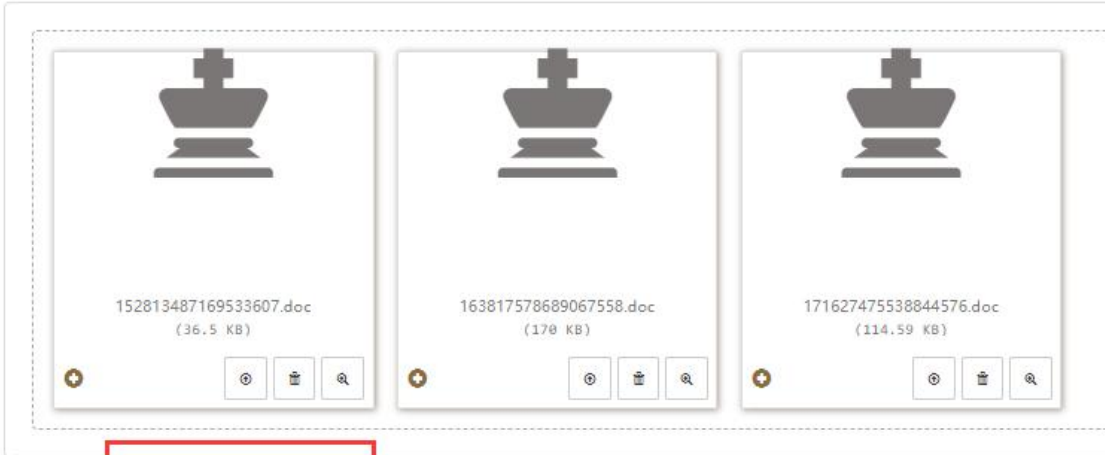 152813487169533607.doc
(36.5 KB)
163817578689067558.doc
(170 KB)
171627475538844576.doc
(114.59 KB)